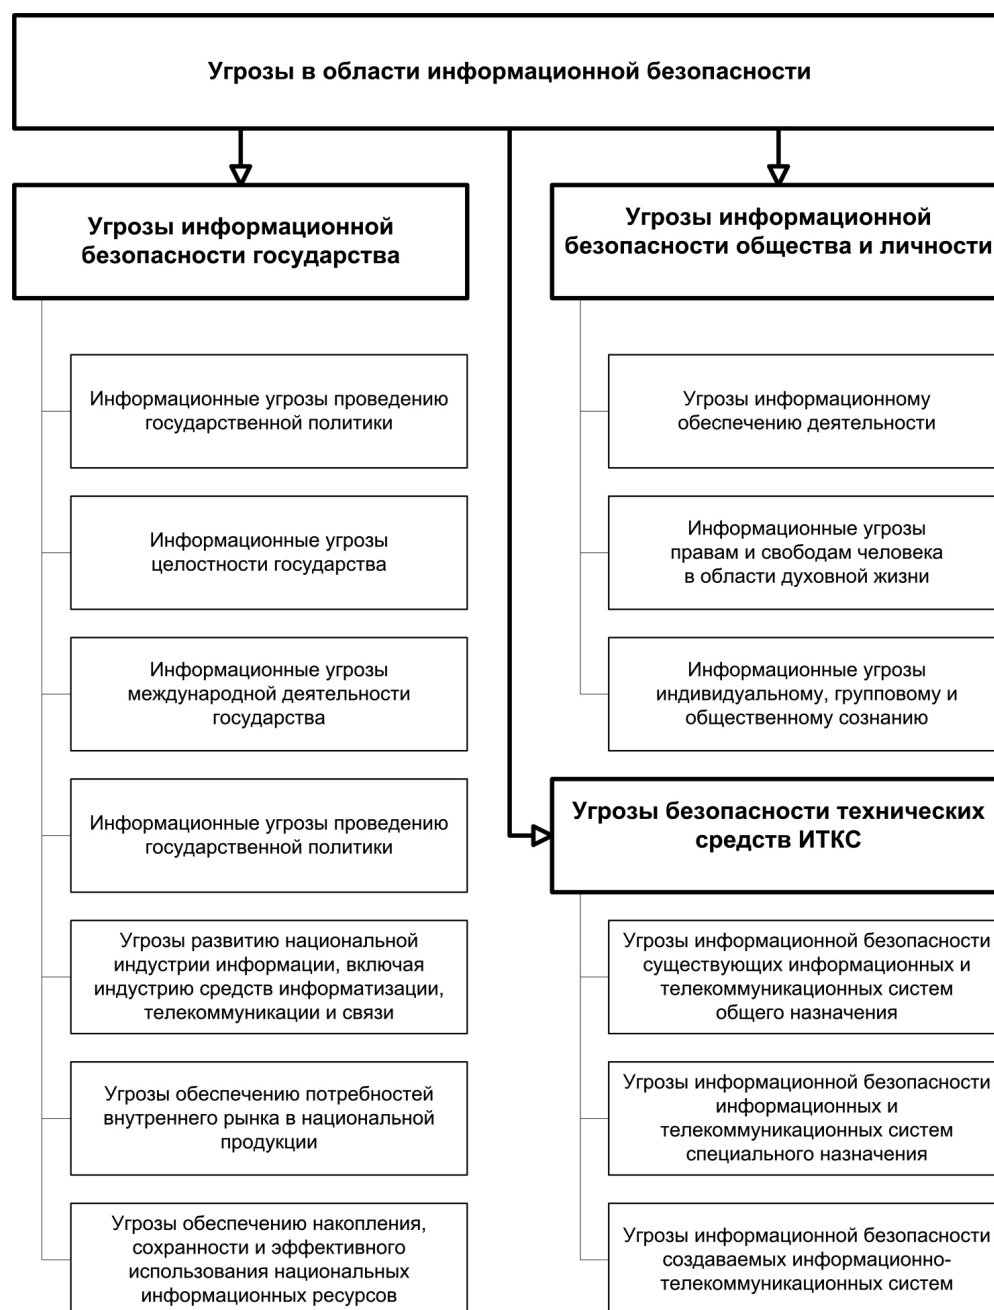 Угрозы в области информационной безопасности
Угрозы информационной
безопасности государства
Информационные угрозы проведению
государственной политики
Информационные угрозы
целостности государства
Информационные угрозы
международной деятельности
государства
Информационные угрозы проведению
государственной политики
Угрозы развитию национальной
индустрии информации, включая
индустрию средств информатизации,
телекоммуникации и связи
Угрозы обеспечению потребностей
внутреннего рынка в национальной
продукции
Угрозы обеспечению накопления,
сохранности и эффективного
использования национальных
информационных ресурсов
Угрозы информационной
безопасности общества и личности
Угрозы информационному
обеспечению деятельности
Информационные угрозы
правам и свободам человека
в области духовной жизни
Информационные угрозы
индивидуальному, групповому и
общественному сознанию
Угрозы безопасности технических
средств ИТКС
Угрозы информационной безопасности
существующих информационных и
телекоммуникационных систем
общего назначения
Угрозы информационной безопасности
информационных и
телекоммуникационных систем
специального назначения
Угрозы информационной безопасности
создаваемых информационно-
телекоммуникационных систем